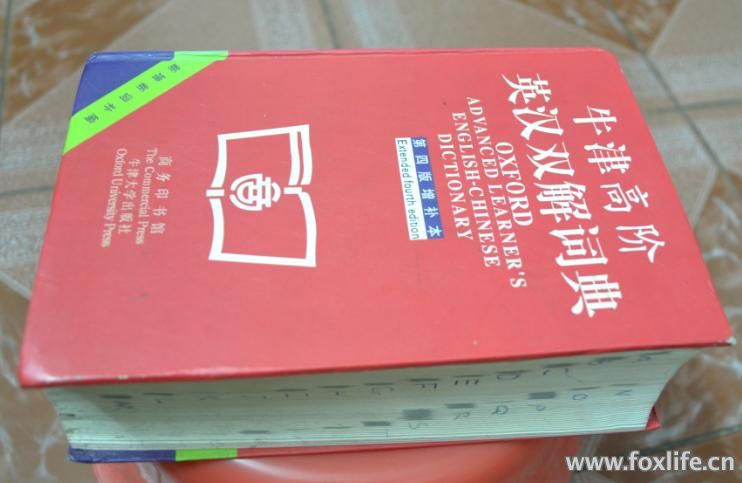 牛津高阶
英汉双解词典
OXFORD
ADVANCED LEARNER'S
ENGLISH-CHINESE
DICTIONARY
第四版增补本
Extended fourth edition
商务印书馆
The Commercial Press
牛津大学出版社
Oxford University Press
www.foxlife.cn